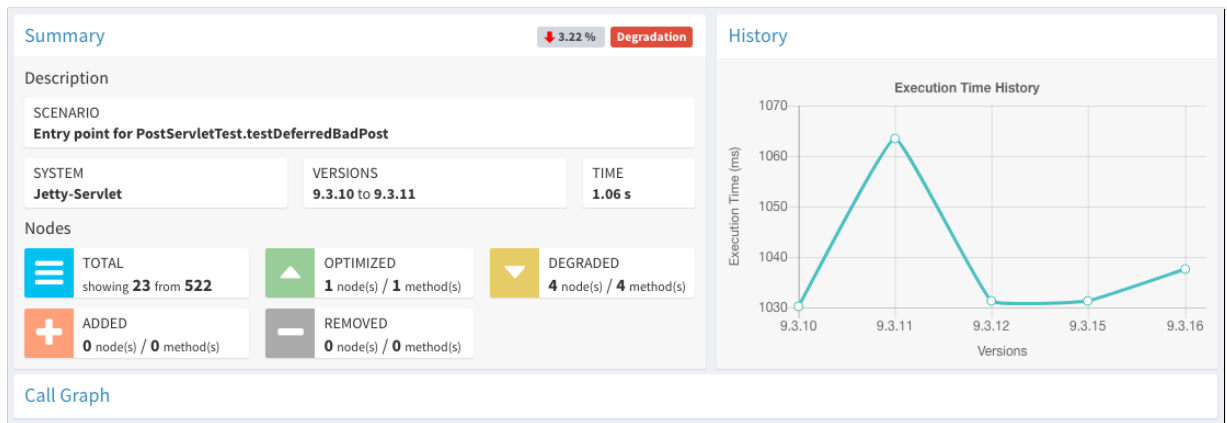 Summary
3.22 %
Degradation
Description
SCENARIO
Entry point for PostServletTest.testDeferredBadPost
SYSTEM
Jetty-Servlet
VERSIONS
9.3.10 to 9.3.11
TIME
1.06 s
Nodes
TOTAL
showing 23 from 522
OPTIMIZED
1 node(s) / 1 method(s)
DEGRADED
4 node(s) / 4 method(s)
ADDED
0 node(s) / 0 method(s)
REMOVED
0 node(s) / 0 method(s)
History
Execution Time History
Execution Time (ms)
1070
1060
1050
1040
1030
9.3.10
9.3.11
9.3.12
9.3.15
9.3.16
Versions
Call Graph